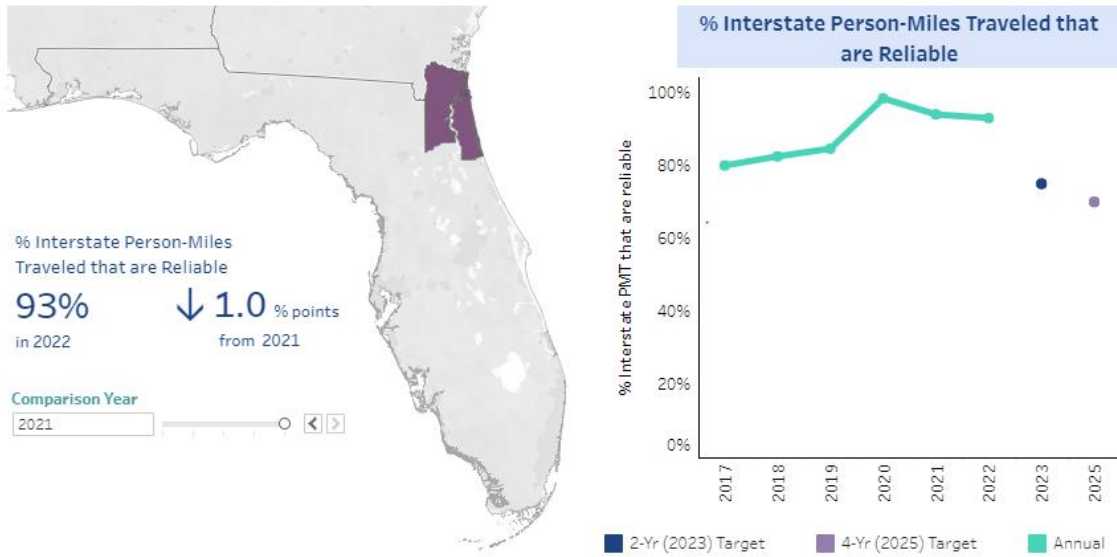 % Interstate Person-Miles
Traveled that are Reliable
93%
in 2022
↓ 1.0 % points
from 2021
Comparison Year
2021
% Interstate Person-Miles Traveled that
are Reliable
% Interstate PMT that are reliable
100%
80%
60%
40%
20%
0%
2017
2018
2019
2020
2021
2022
2023
2025
2-Yr (2023) Target
4-Yr (2025) Target
Annual